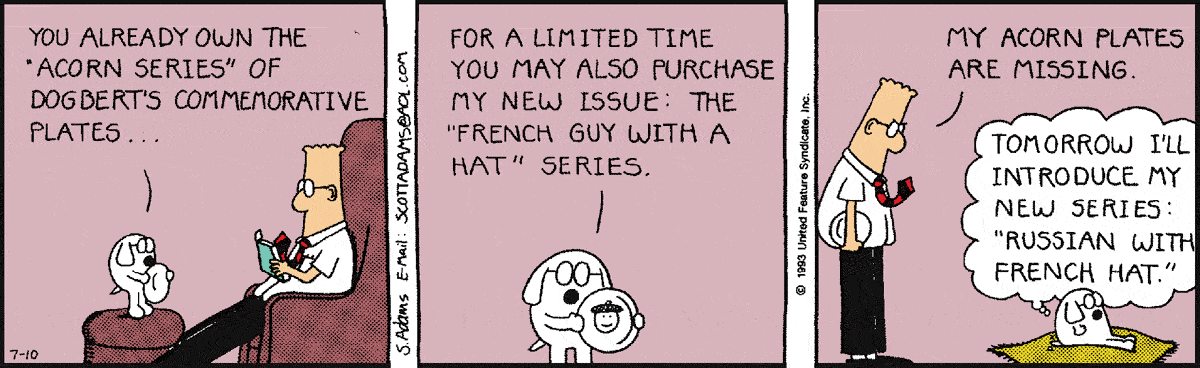 YOU ALREADY OWN THE
"ACORN SERIES" OF
DOGBERT'S COMMEMORATIVE
PLATES...
7-10
S.Adams E-mail: SCOTTADAMS@AOL.COM
FOR A LIMITED TIME
YOU MAY ALSO PURCHASE
MY NEW ISSUE: THE
"FRENCH GUY WITH A
HAT" SERIES.
© 1993 United Feature Syndicate, Inc.
MY ACORN PLATES
ARE MISSING.
TOMORROW I'LL
INTRODUCE MY
NEW SERIES:
"RUSSIAN WITH
FRENCH HAT."